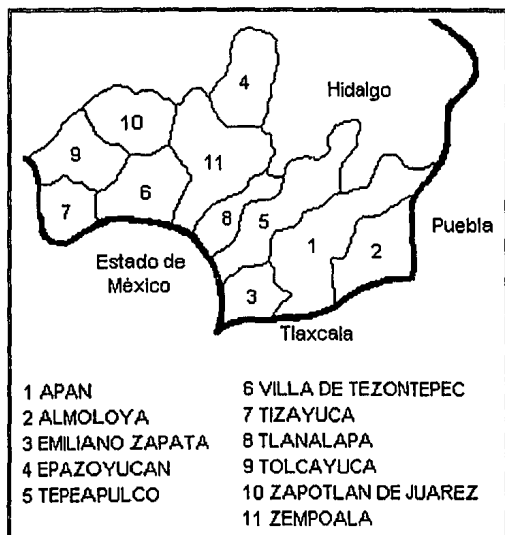 4
Hidalgo
10
9
11
6
7
8
5
1
2
Puebla
Estado de
México
3
Tlaxcala
1 APAN
2 ALMOLOYA
3 EMILIANO ZAPATA
4 EPAZOYUCAN
5 TEPEAPULCO
6 VILLA DE TEZONTEPEC
7 TIZAYUCA
8 TLANALAPA
9 TOLCAYUCA
10 ZAPOTLAN DE JUAREZ
11 ZEMPOALA